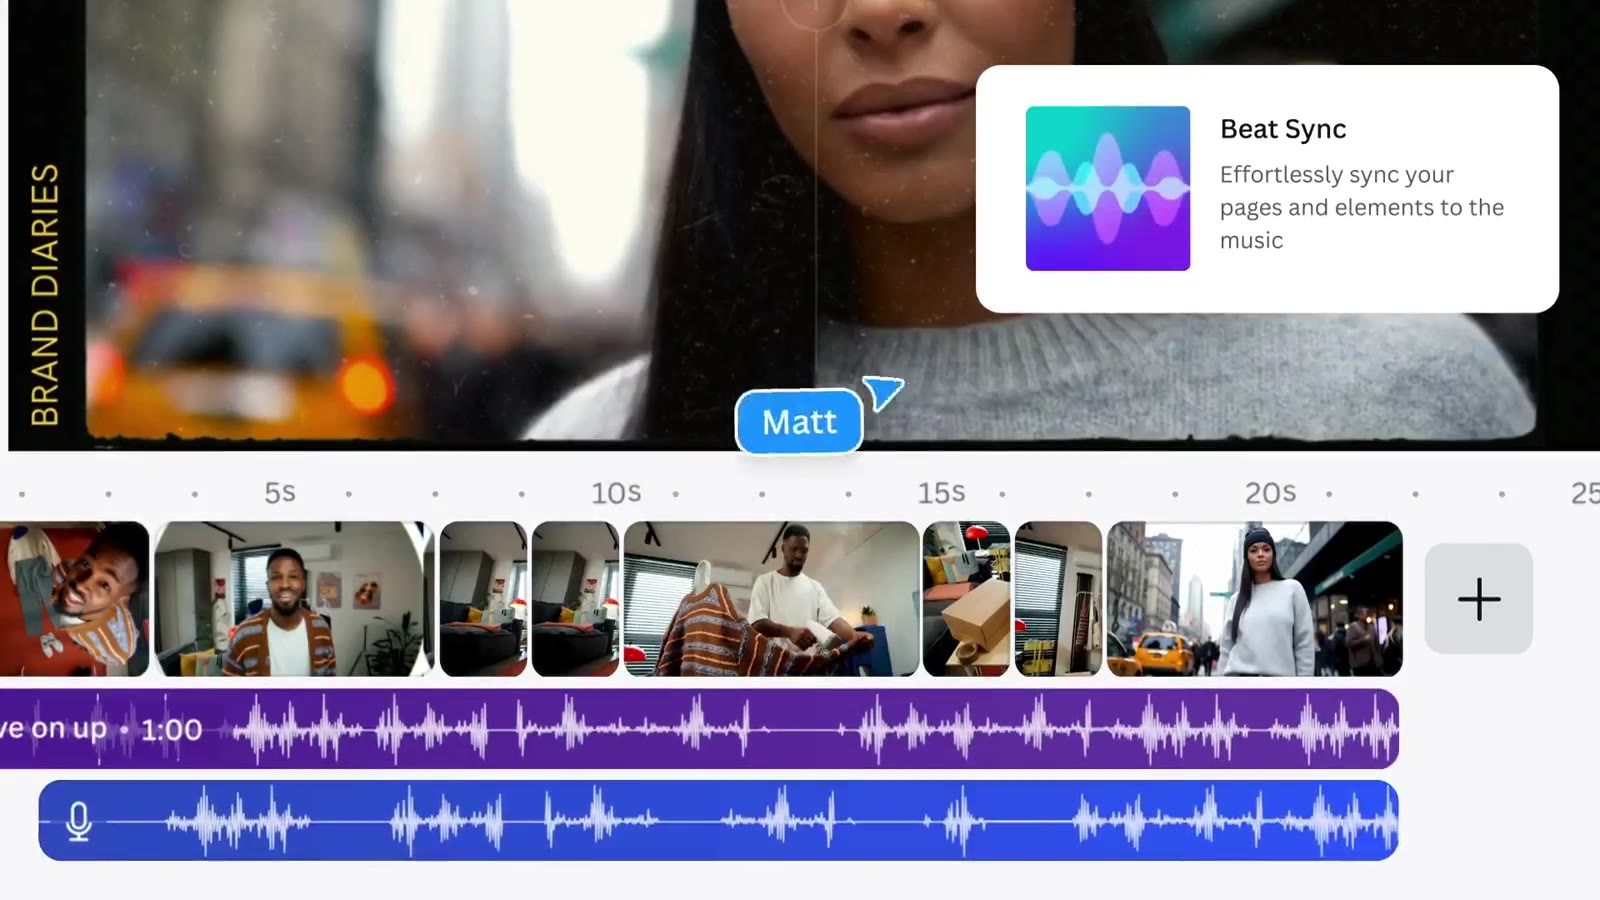 BRAND DIARIES
Beat Sync
Effortlessly sync your
pages and elements to the
music
Matt
5s
10s
15s
20s
25
ve on up • 1:00